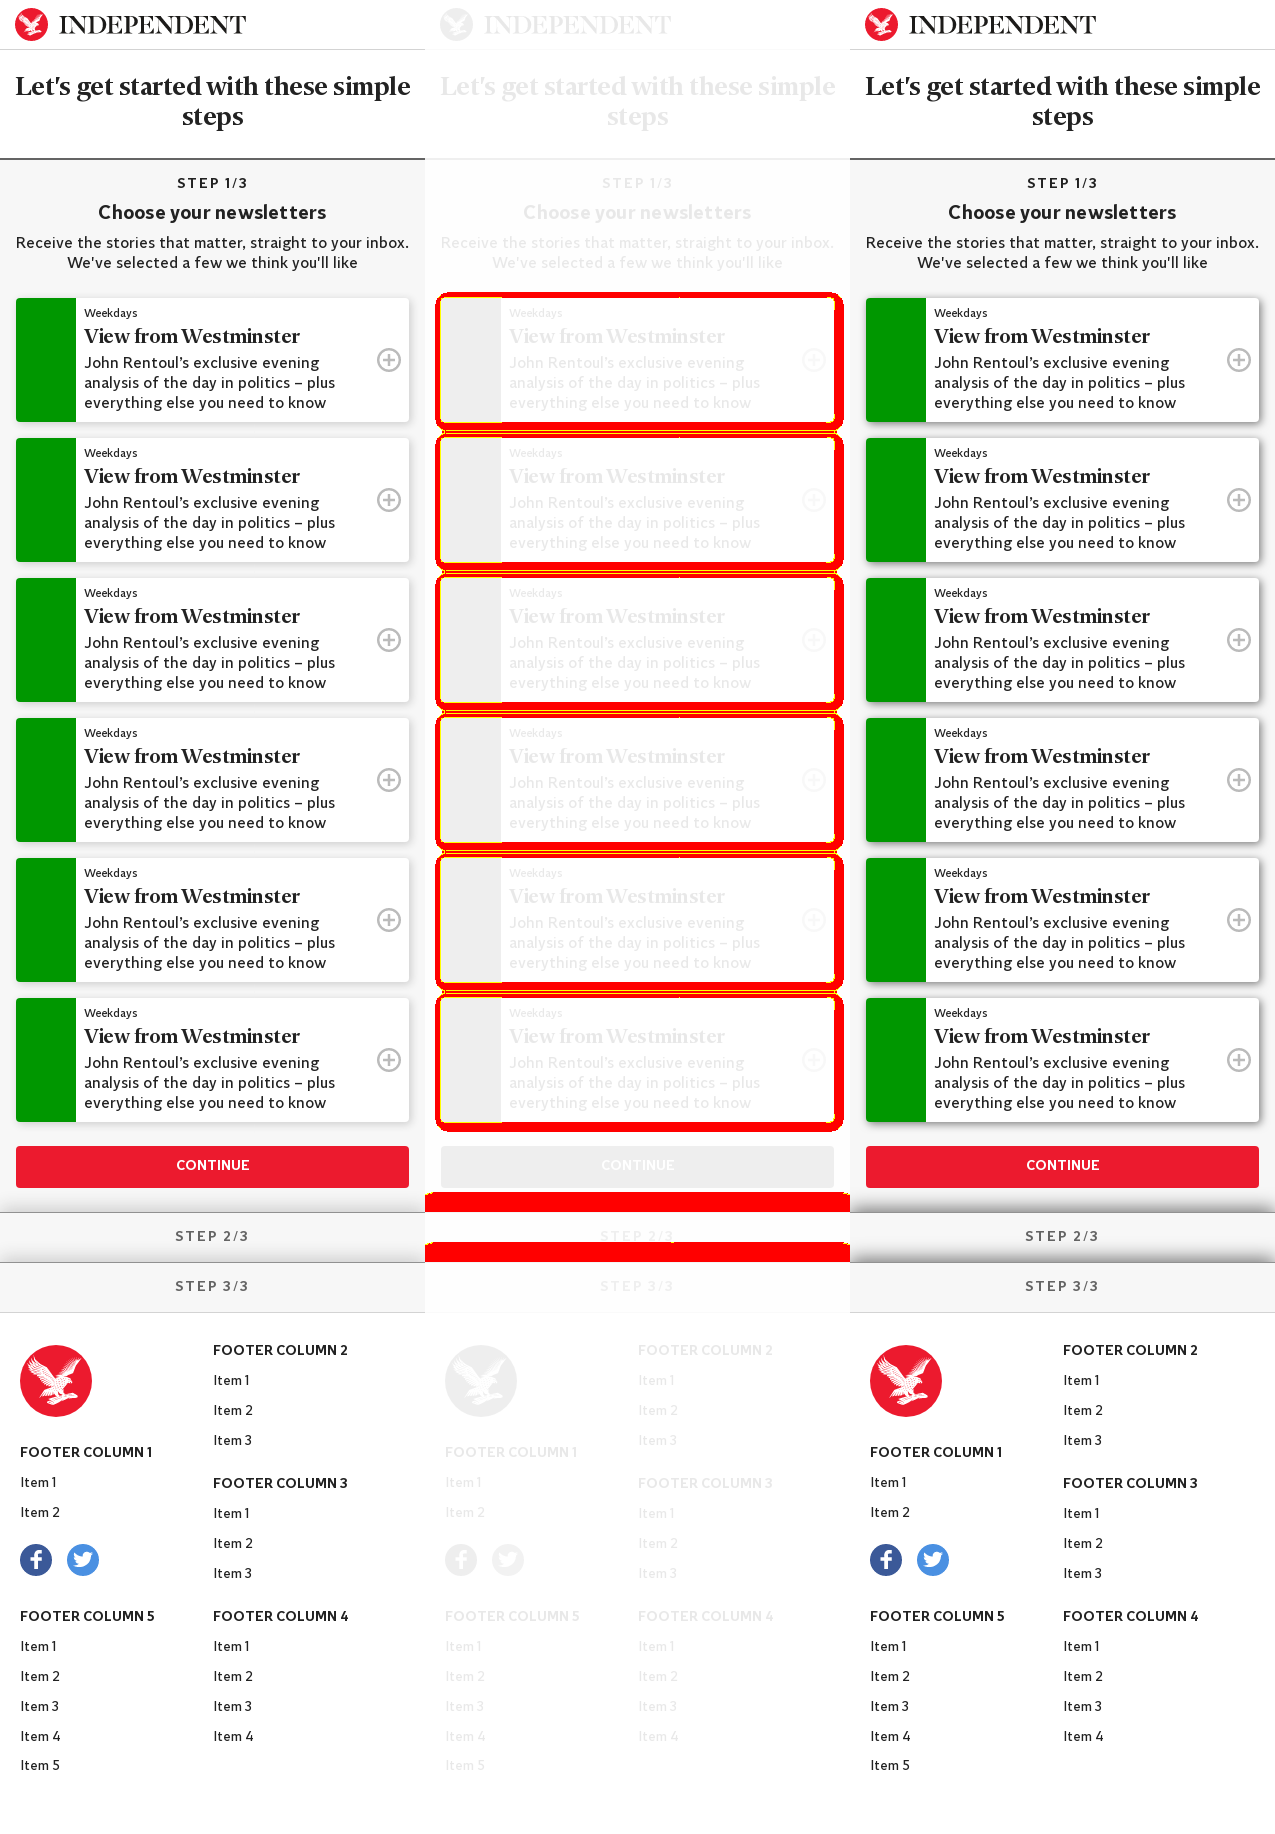 INDEPENDENT
Let's get started with these simple
steps
STEP 1/3
Choose your newsletters
Receive the stories that matter, straight to your inbox.
We've selected a few we think you'll like
Weekdays
View from Westminster
John Rentoul's exclusive evening
analysis of the day in politics – plus
everything else you need to know
Weekdays
View from Westminster
John Rentoul's exclusive evening
analysis of the day in politics – plus
everything else you need to know
Weekdays
View from Westminster
John Rentoul's exclusive evening
analysis of the day in politics – plus
everything else you need to know
Weekdays
View from Westminster
John Rentoul's exclusive evening
analysis of the day in politics – plus
everything else you need to know
Weekdays
View from Westminster
John Rentoul's exclusive evening
analysis of the day in politics – plus
everything else you need to know
Weekdays
View from Westminster
John Rentoul's exclusive evening
analysis of the day in politics – plus
everything else you need to know
CONTINUE
STEP 2/3
STEP 3/3
FOOTER COLUMN 1
Item 1
Item 2
FOOTER COLUMN 5
Item 1
Item 2
Item 3
Item 4
Item 5
FOOTER COLUMN 2
Item 1
Item 2
Item 3
FOOTER COLUMN 3
Item 1
Item 2
Item 3
FOOTER COLUMN 4
Item 1
Item 2
Item 3
Item 4
INDEPENDENT
Let's get started with these simple
steps
STEP 1/3
Choose your newsletters
Receive the stories that matter, straight to your inbox.
We've selected a few we think you'll like
Weekdays
View from Westminster
John Rentoul's exclusive evening
analysis of the day in politics – plus
everything else you need to know
Weekdays
View from Westminster
John Rentoul's exclusive evening
analysis of the day in politics – plus
everything else you need to know
Weekdays
View from Westminster
John Rentoul's exclusive evening
analysis of the day in politics – plus
everything else you need to know
Weekdays
View from Westminster
John Rentoul's exclusive evening
analysis of the day in politics – plus
everything else you need to know
Weekdays
View from Westminster
John Rentoul's exclusive evening
analysis of the day in politics – plus
everything else you need to know
Weekdays
View from Westminster
John Rentoul's exclusive evening
analysis of the day in politics – plus
everything else you need to know
CONTINUE
STEP 2/3
STEP 3/3
FOOTER COLUMN 1
Item 1
Item 2
FOOTER COLUMN 5
Item 1
Item 2
Item 3
Item 4
Item 5
FOOTER COLUMN 2
Item 1
Item 2
Item 3
FOOTER COLUMN 3
Item 1
Item 2
Item 3
FOOTER COLUMN 4
Item 1
Item 2
Item 3
Item 4
INDEPENDENT
Let's get started with these simple
steps
STEP 1/3
Choose your newsletters
Receive the stories that matter, straight to your inbox.
We've selected a few we think you'll like
Weekdays
View from Westminster
John Rentoul's exclusive evening
analysis of the day in politics – plus
everything else you need to know
Weekdays
View from Westminster
John Rentoul's exclusive evening
analysis of the day in politics – plus
everything else you need to know
Weekdays
View from Westminster
John Rentoul's exclusive evening
analysis of the day in politics – plus
everything else you need to know
Weekdays
View from Westminster
John Rentoul's exclusive evening
analysis of the day in politics – plus
everything else you need to know
Weekdays
View from Westminster
John Rentoul's exclusive evening
analysis of the day in politics – plus
everything else you need to know
Weekdays
View from Westminster
John Rentoul's exclusive evening
analysis of the day in politics – plus
everything else you need to know
CONTINUE
STEP 2/3
STEP 3/3
FOOTER COLUMN 1
Item 1
Item 2
FOOTER COLUMN 5
Item 1
Item 2
Item 3
Item 4
Item 5
FOOTER COLUMN 2
Item 1
Item 2
Item 3
FOOTER COLUMN 3
Item 1
Item 2
Item 3
FOOTER COLUMN 4
Item 1
Item 2
Item 3
Item 4